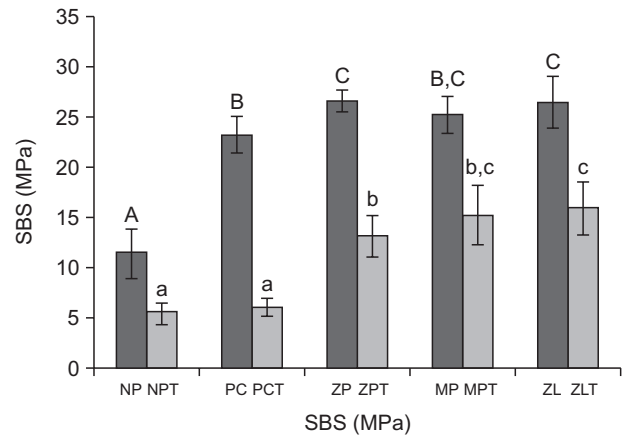 35
30
25
20
15
10
5
0
SBS (MPa)
A
a
B
a
C
b
B,C
b,c
C
c
NP NPT
PC PCT
ZP ZPT
MP MPT
ZL ZLT
SBS (MPa)